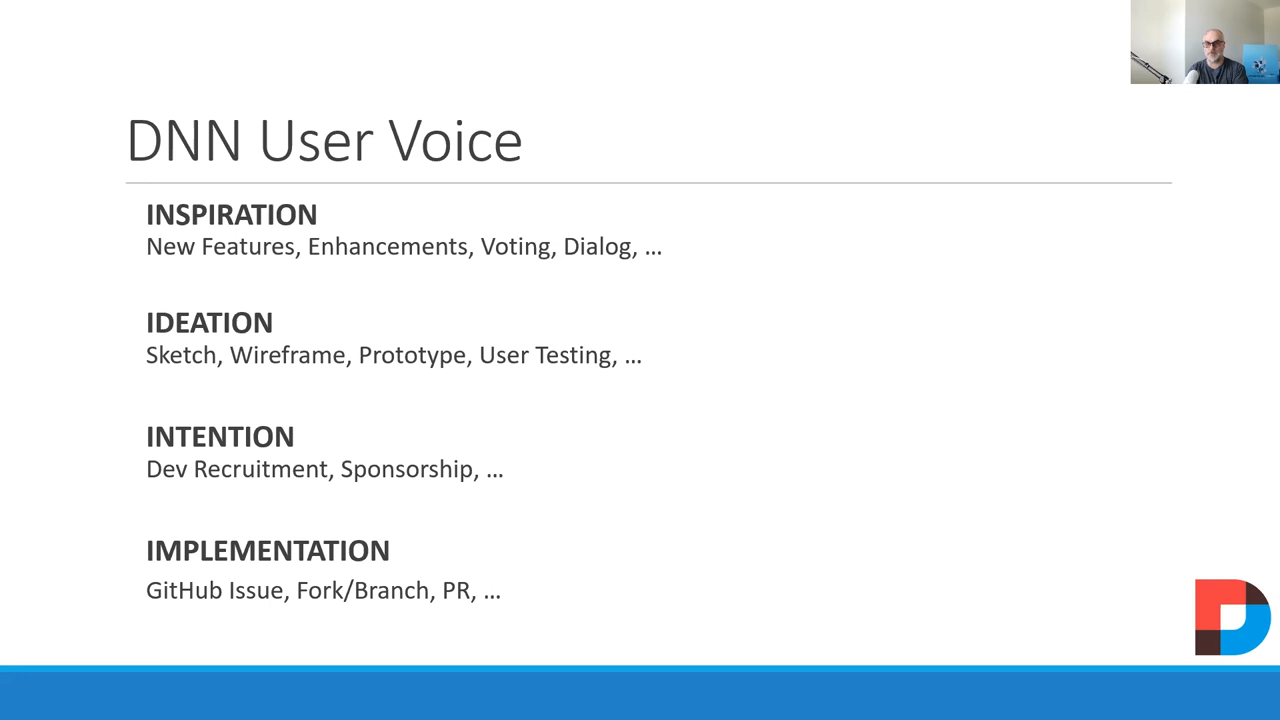 DNN User Voice
INSPIRATION
New Features, Enhancements, Voting, Dialog, …
IDEATION
Sketch, Wireframe, Prototype, User Testing, …
INTENTION
Dev Recruitment, Sponsorship, …
IMPLEMENTATION
GitHub Issue, Fork/Branch, PR, …